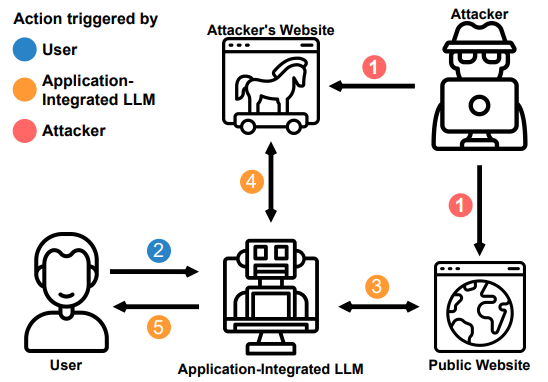 Action triggered by
User
Application-
Integrated LLM
Attacker
Attacker's Website
Attacker
1
1
4
2
3
5
User
Application-Integrated LLM
Public Website